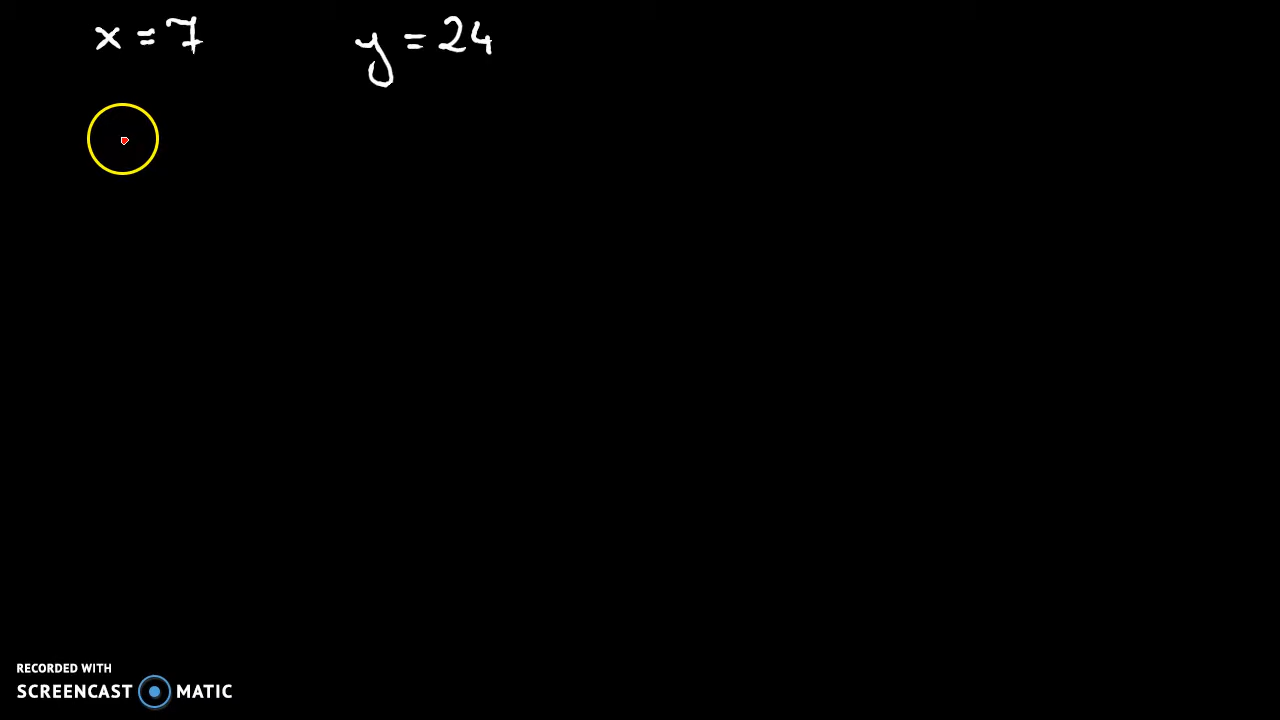 x = 7 y = 24
RECORDED WITH
SCREENCAST MATIC